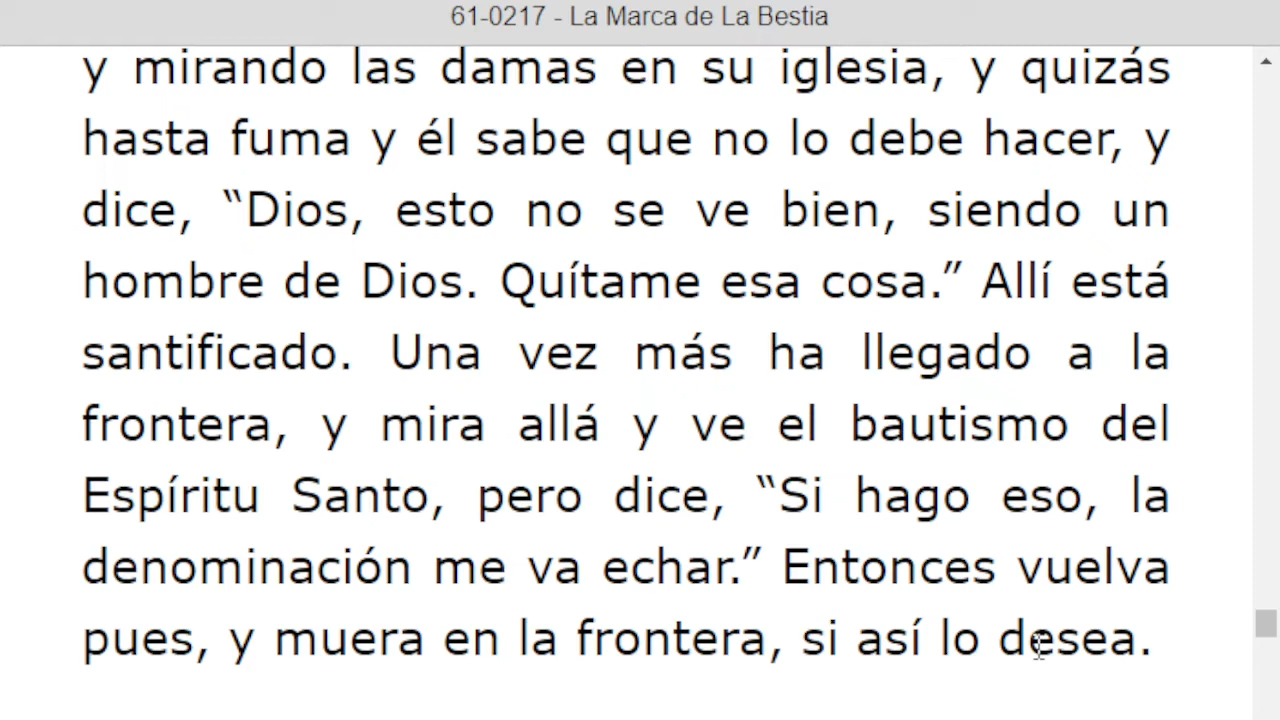 61-0217 - La Marca de La Bestia
y mirando las damas en su iglesia, y quizás
hasta fuma y él sabe que no lo debe hacer, y
dice, “Dios, esto no se ve bien, siendo un
hombre de Dios. Quítame esa cosa.” Allí está
santificado. Una vez más ha llegado a la
frontera, y mira allá y ve el bautismo del
Espíritu Santo, pero dice, “Si hago eso, la
denominación me va echar.” Entonces vuelva
pues, y muera en la frontera, si así lo desea.